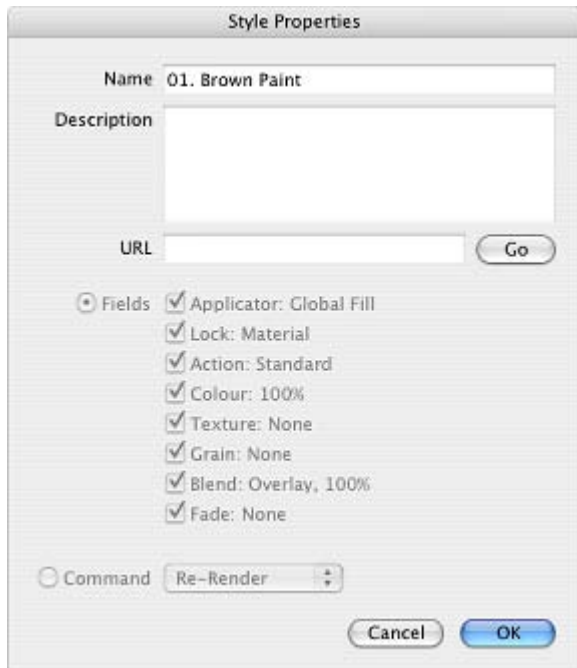 Style Properties
Name 01. Brown Paint
Description
URL Go
Fields Applicator: Global Fill
Lock: Material
Action: Standard
Colour: 100%
Texture: None
Grain: None
Blend: Overlay, 100%
Fade: None
Command Re-Render
Cancel OK